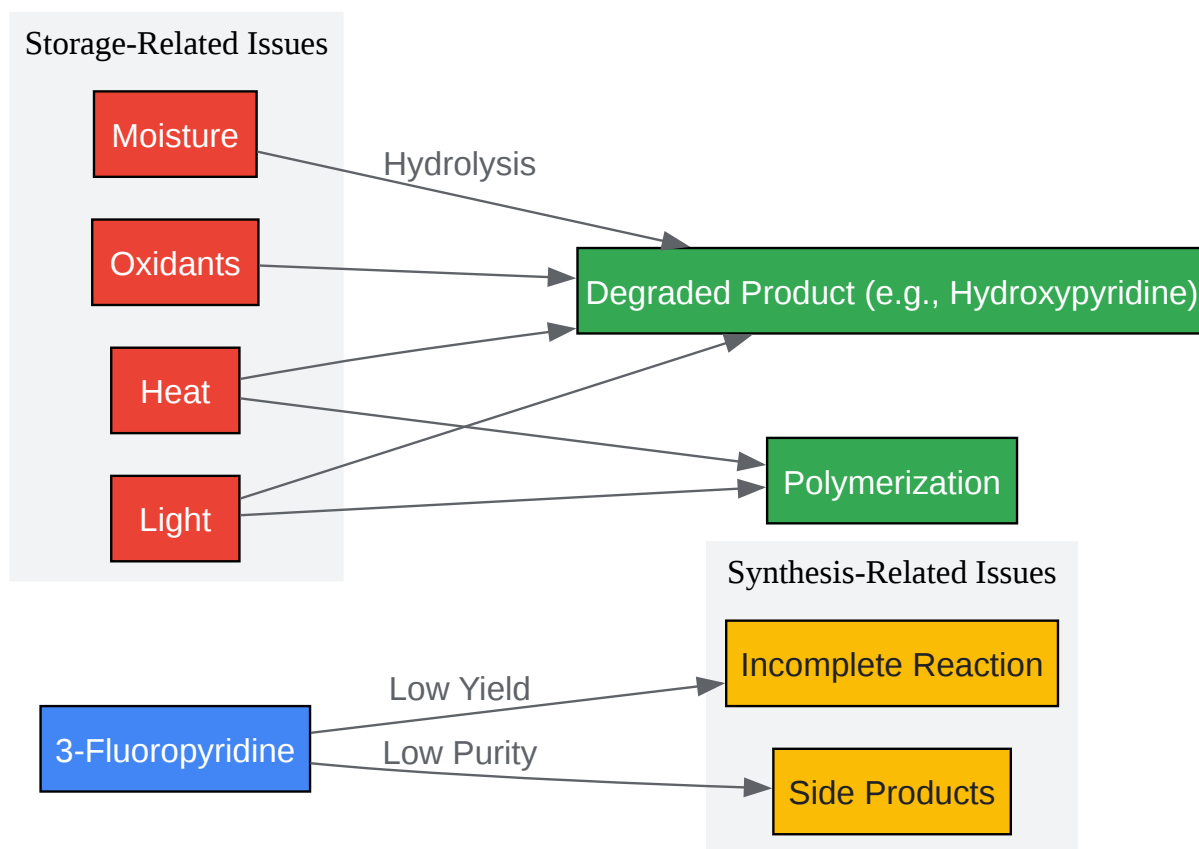 Storage-Related Issues
Moisture
Hydrolysis
Oxidants
Degraded Product (e.g., Hydroxypyridine)
Heat
Polymerization
Light
Synthesis-Related Issues
Incomplete Reaction
Low Yield
3-Fluoropyridine
Low Purity
Side Products